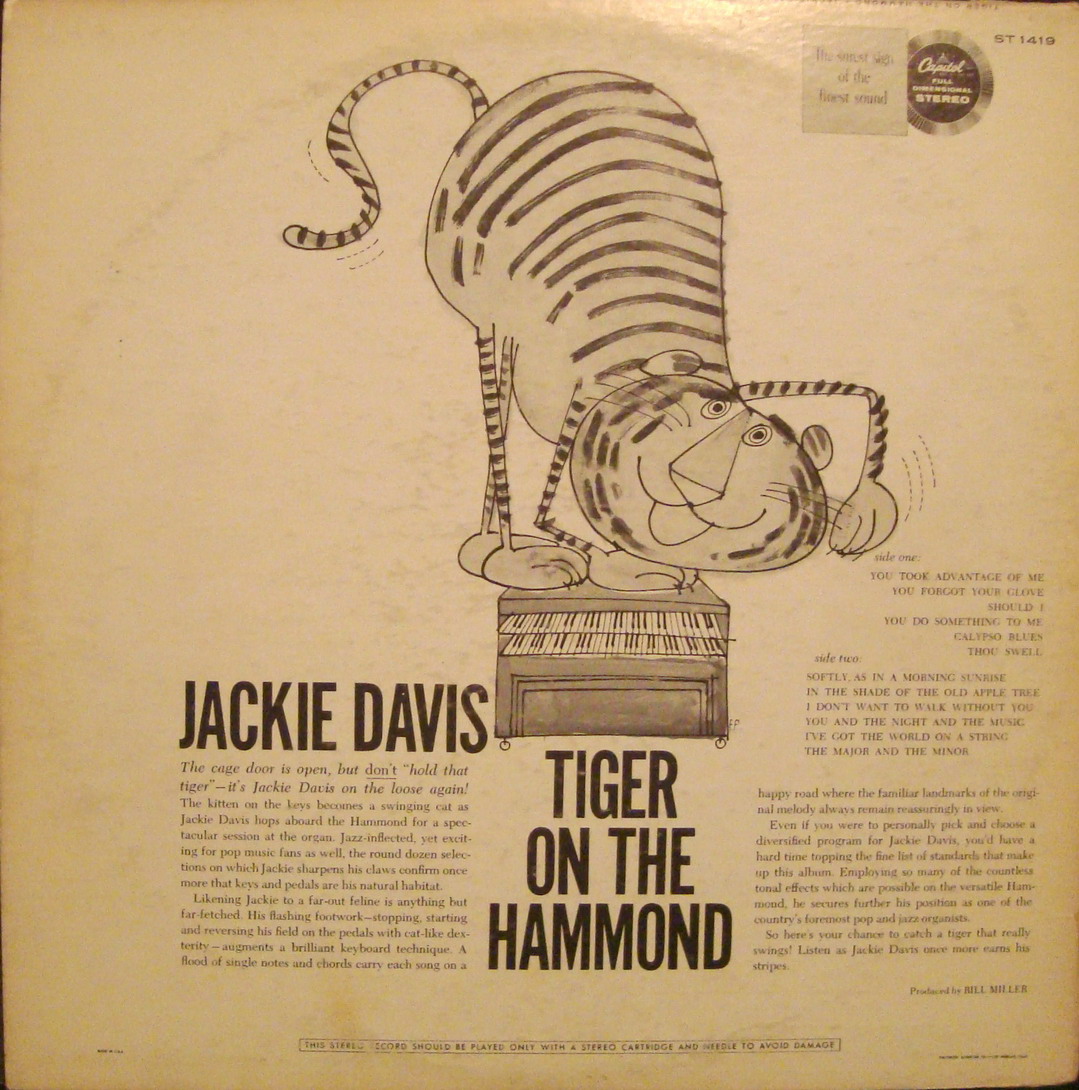 ST 1419
The surest sign
of the
finest sound
Capitol
FULL
DIMENSIONAL
STEREO
side one:
YOU TOOK ADVANTAGE OF ME
YOU FORGOT YOUR GLOVE
SHOULD I
YOU DO SOMETHING TO ME
CALYPSO BLUES
THOU SWELL
side two:
SOFTLY, AS IN A MORNING SUNRISE
IN THE SHADE OF THE OLD APPLE TREE
I DON'T WANT TO WALK WITHOUT YOU
YOU AND THE NIGHT AND THE MUSIC
I'VE GOT THE WORLD ON A STRING
THE MAJOR AND THE MINOR
JACKIE DAVIS
TIGER
ON THE
HAMMOND
The cage door is open, but don't "hold that
tiger"—it's Jackie Davis on the loose again!
The kitten on the keys becomes a swinging cat as
Jackie Davis hops aboard the Hammond for a spec-
tacular session at the organ. Jazz-inflected, yet excit-
ing for pop music fans as well, the round dozen selec-
tions on which Jackie sharpens his claws confirm once
more that keys and pedals are his natural habitat.
Likening Jackie to a far-out feline is anything but
far-fetched. His flashing footwork—stopping, starting
and reversing his field on the pedals with cat-like dex-
terity—augments a brilliant keyboard technique. A
flood of single notes and chords carry each song on a
happy road where the familiar landmarks of the origi-
nal melody always remain reassuringly in view.
Even if you were to personally pick and choose a
diversified program for Jackie Davis, you'd have a
hard time topping the fine list of standards that make
up this album. Employing so many of the countless
tonal effects which are possible on the versatile Ham-
mond, he secures further his position as one of the
country's foremost pop and jazz organists.
So here's your chance to catch a tiger that really
swings! Listen as Jackie Davis once more earns his
stripes.
Produced by BILL MILLER
THIS STEREO RECORD SHOULD BE PLAYED ONLY WITH A STEREO CARTRIDGE AND NEEDLE TO AVOID DAMAGE
MADE IN U.S.A.